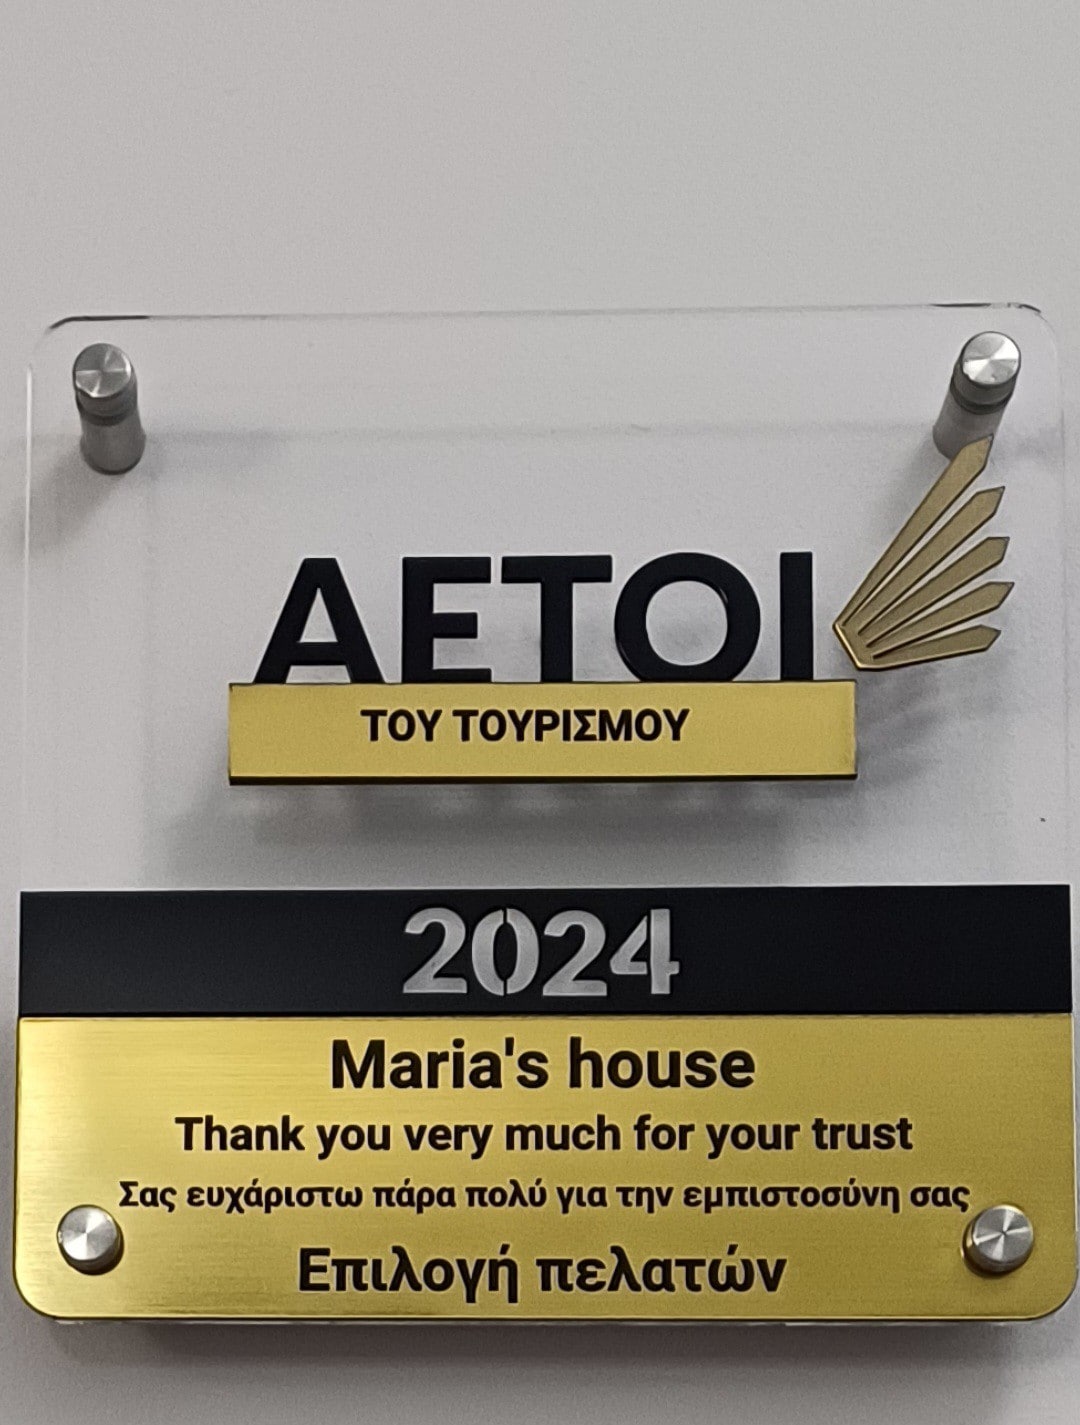 ΑΕΤΟΙ
ΤΟΥ ΤΟΥΡΙΣΜΟΥ
2024
Maria's house
Thank you very much for your trust
Σας ευχάριστω πάρα πολύ για την εμπιστοσύνη σας
Επιλογή πελατών